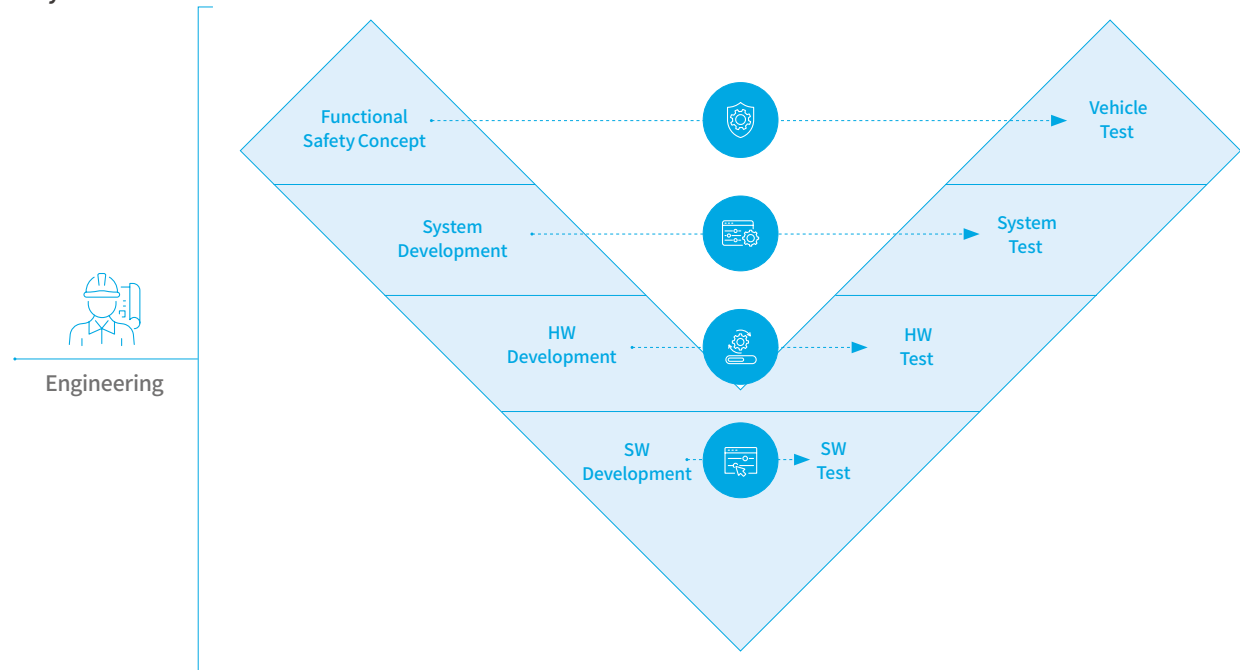 Functional
Safety Concept
Vehicle
Test
System
Development
System
Test
HW
Development
HW
Test
Engineering
SW
Development
SW
Test